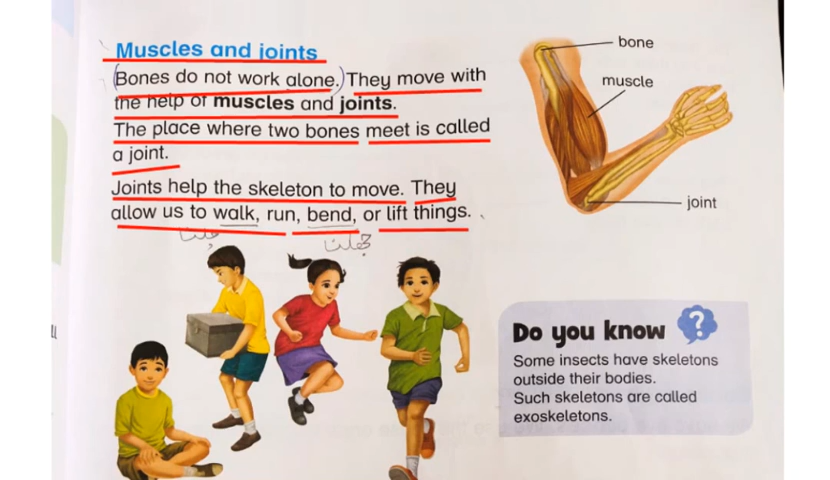 Muscles and joints
(Bones do not work alone.) They move with
the help of muscles and joints.
The place where two bones meet is called
a joint.
Joints help the skeleton to move. They
allow us to walk, run, bend, or lift things.
چلنا جھکنا
bone
muscle
joint
Do you know ?
Some insects have skeletons
outside their bodies.
Such skeletons are called
exoskeletons.